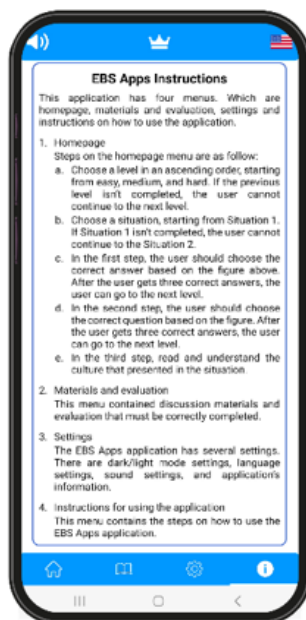 EBS Apps Instructions
This application has four menus. Which are
homepage, materials and evaluation, settings and
instructions on how to use the application.
1. Homepage
Steps on the homepage menu are as follow:
a. Choose a level in an ascending order, starting
from easy, medium, and hard. If the previous
level isn't completed, the user cannot
continue to the next level.
b. Choose a situation, starting from Situation 1.
If Situation 1 isn't completed, the user cannot
continue to the Situation 2.
c. In the first step, the user should choose the
correct answer based on the figure above.
After the user gets three correct answers, the
user can go to the next level.
d. In the second step, the user should choose
the correct question based on the figure. After
the user gets three correct answers, the user
can go to the next level.
e. In the third step, read and understand the
culture that presented in the situation.
2. Materials and evaluation
This menu contained discussion materials and
evaluation that must be correctly completed.
3. Settings
The EBS Apps application has several settings.
There are dark/light mode settings, language
settings, sound settings, and application's
information.
4. Instructions for using the application
This menu contains the steps on how to use the
EBS Apps application.